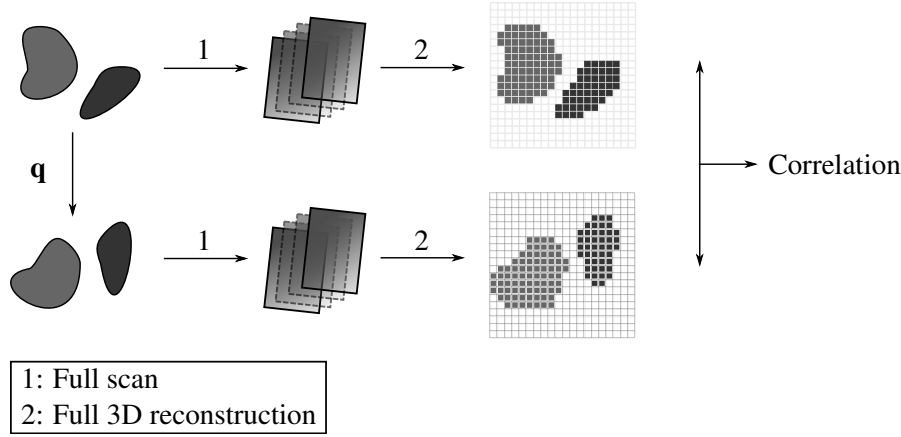 1
2
q
Correlation
1
2
1: Full scan
2: Full 3D reconstruction